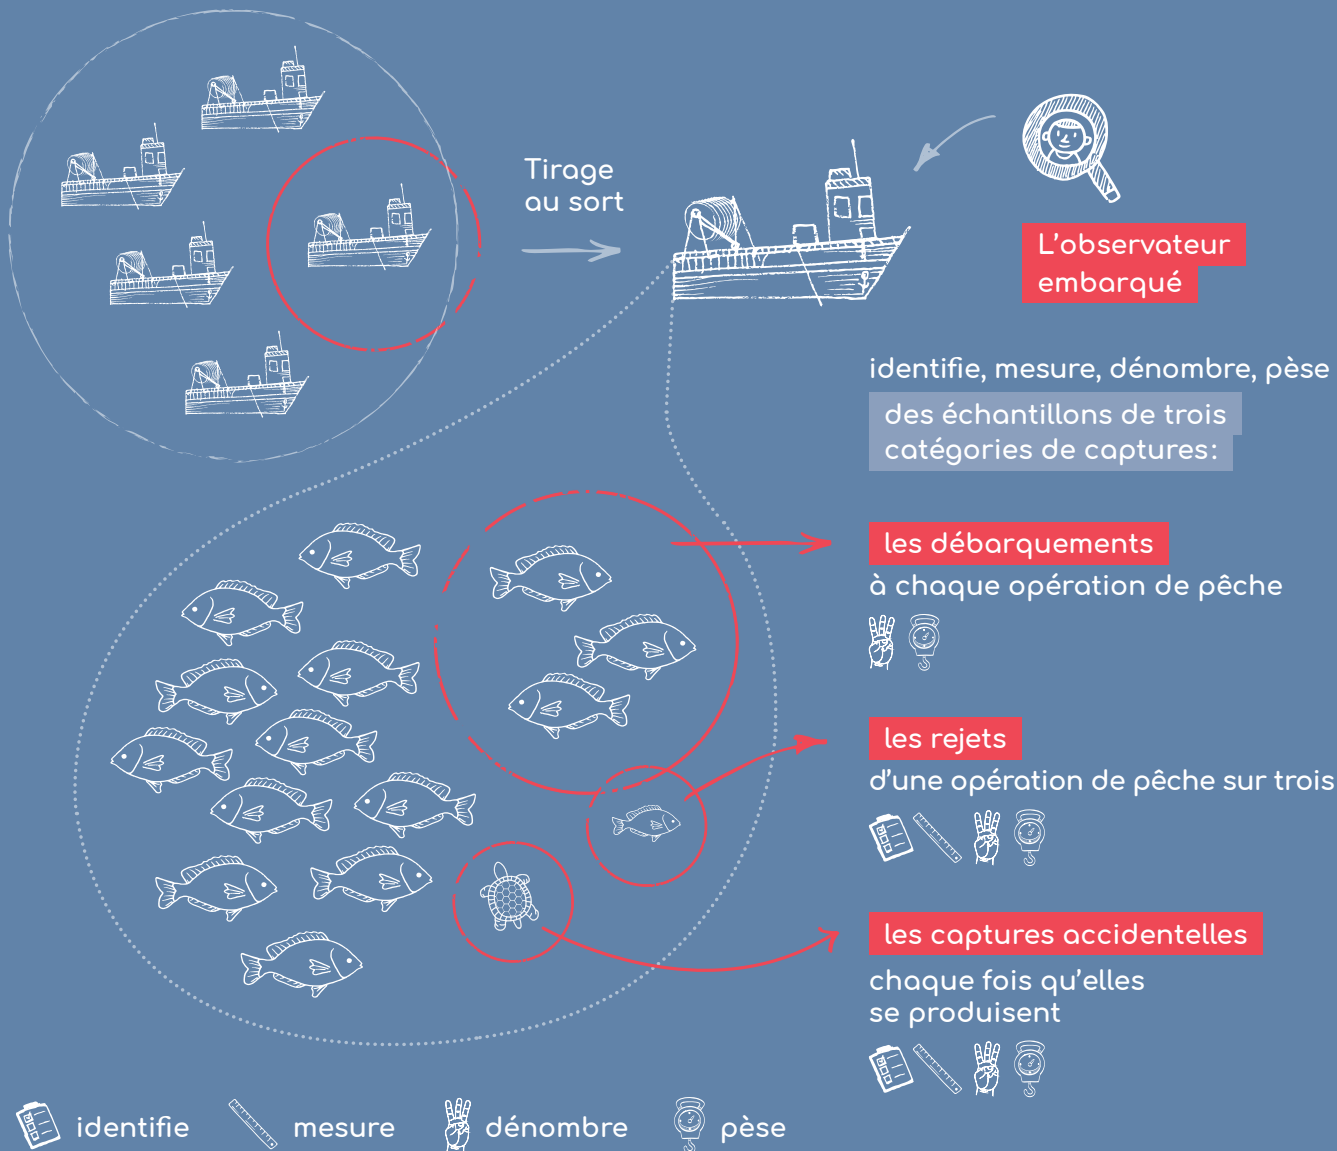 Tirage
au sort
L'observateur
embarqué
identifie, mesure, dénombre, pèse
des échantillons de trois
catégories de captures:
les débarquements
à chaque opération de pêche
les rejets
d'une opération de pêche sur trois
les captures accidentelles
chaque fois qu'elles
se produisent
identifie mesure dénombre pèse